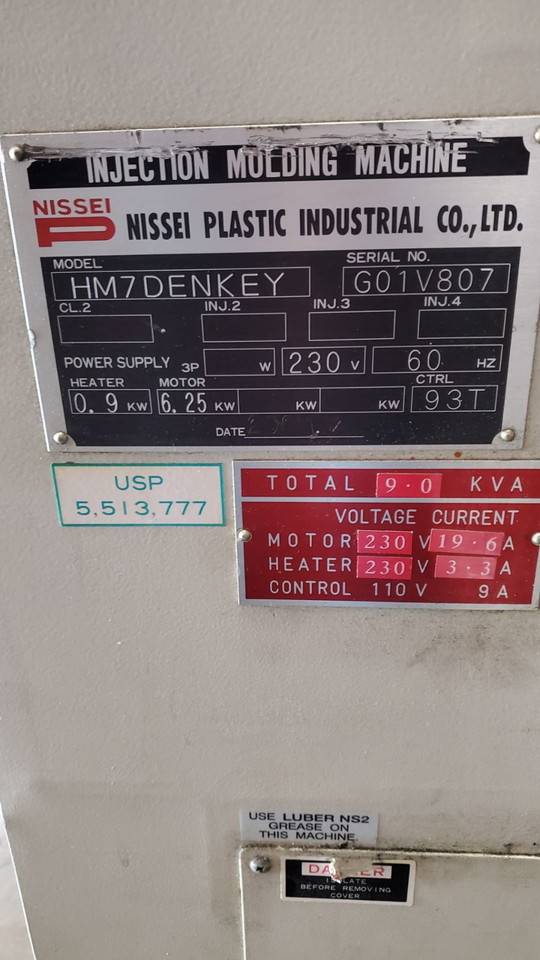 INJECTION MOLDING MACHINE
NISSEI
NISSEI PLASTIC INDUSTRIAL CO., LTD.
MODEL SERIAL NO.
HM7DENKEY G01V807
CL.2 INJ.2 INJ.3 INJ.4
POWER SUPPLY 3P W 230 V 60 HZ
HEATER MOTOR CTRL
0.9 KW 6.25 KW KW KW 93T
DATE
USP
5,513,777
TOTAL 9.0 KVA
VOLTAGE CURRENT
MOTOR 230 V 19.6 A
HEATER 230 V 3.3 A
CONTROL 110 V 9 A
USE LUBER NS2
GREASE ON
THIS MACHINE
BEFORE REMOVING
COVER